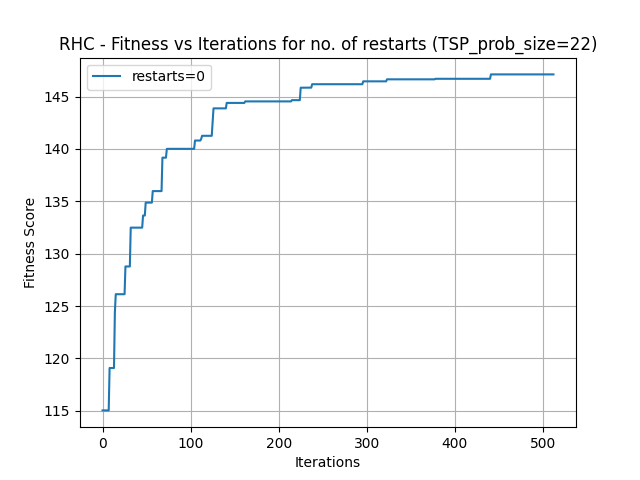 RHC - Fitness vs Iterations for no. of restarts (TSP_prob_size=22)
restarts=0
Fitness Score
145
140
135
130
125
120
115
0 100 200 300 400 500
Iterations